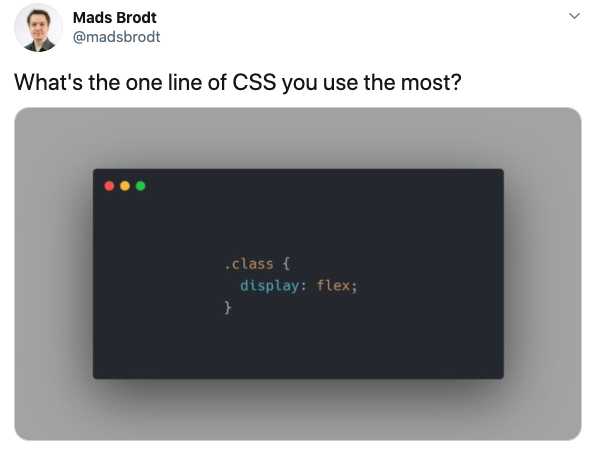 Mads Brodt
@madsbrodt
What's the one line of CSS you use the most?
.class {
  display: flex;
}